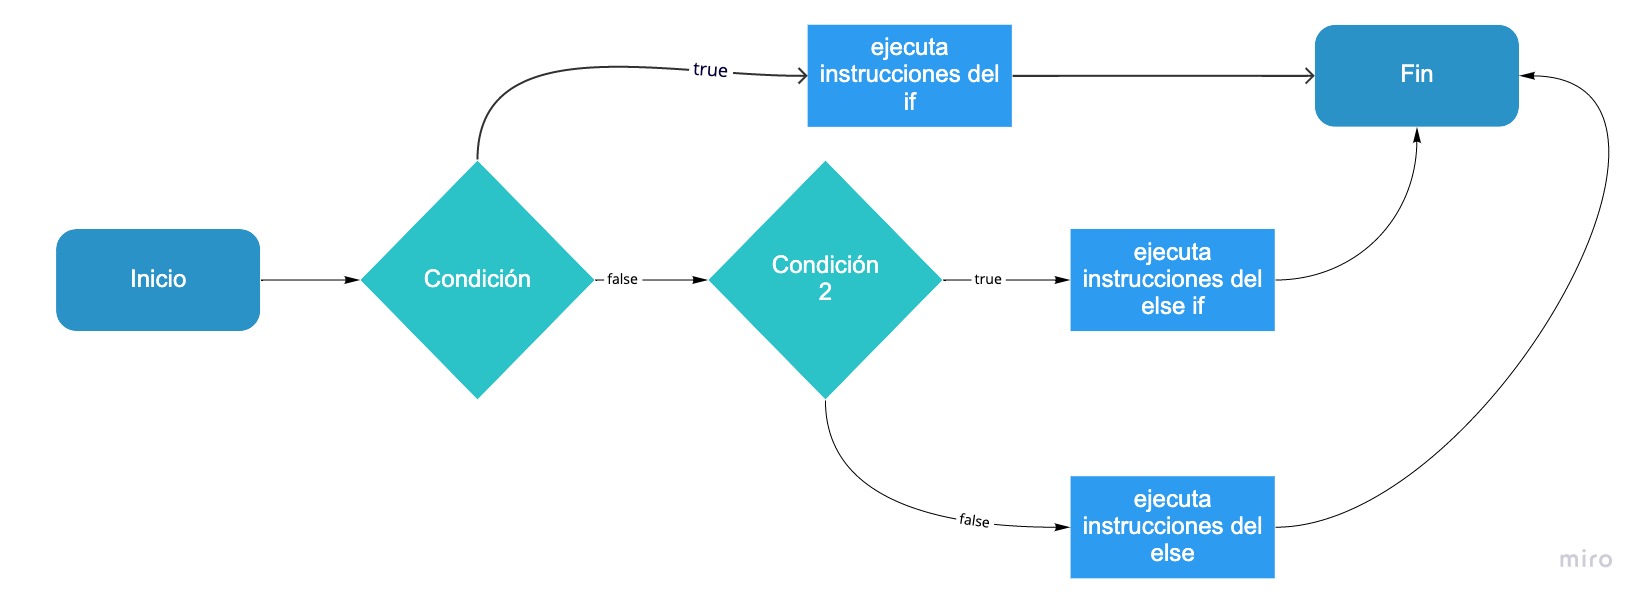 ejecuta
instrucciones del
if
Fin
true
Inicio
Condición
false
Condición
2
true
ejecuta
instrucciones del
else if
false
ejecuta
instrucciones del
else
miro